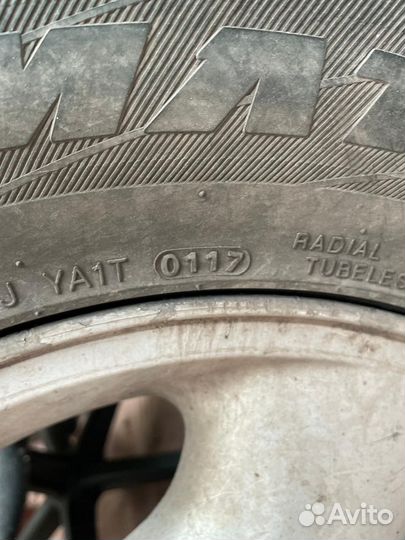 J YA1T 0117
RADIAL
TUBELES
Avito